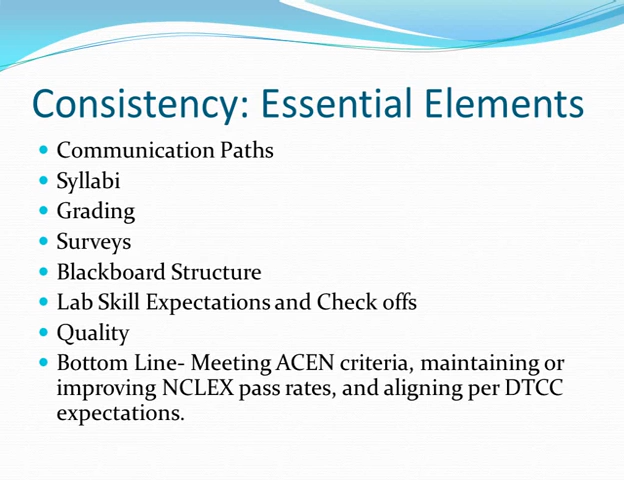 Consistency: Essential Elements
• Communication Paths
• Syllabi
• Grading
• Surveys
• Blackboard Structure
• Lab Skill Expectations and Check offs
• Quality
• Bottom Line- Meeting ACEN criteria, maintaining or
improving NCLEX pass rates, and aligning per DTCC
expectations.